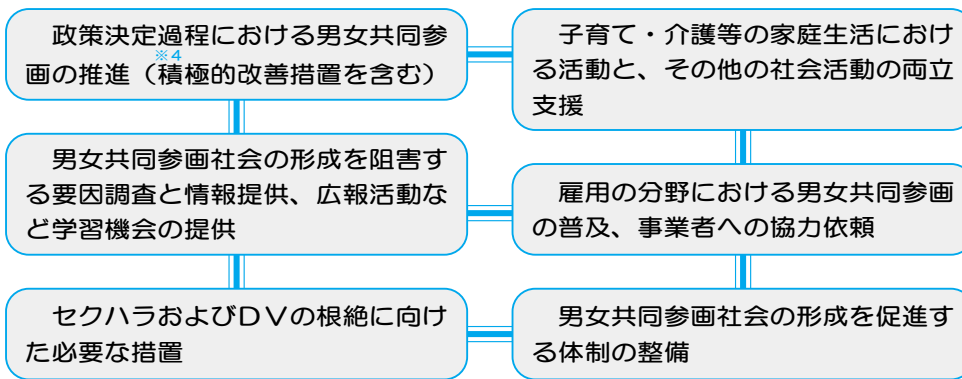 政策決定過程における男女共同参
※4
画の推進（積極的改善措置を含む）
子育て・介護等の家庭生活におけ
る活動と、その他の社会活動の両立
支援
男女共同参画社会の形成を阻害す
る要因調査と情報提供、広報活動な
ど学習機会の提供
雇用の分野における男女共同参画
の普及、事業者への協力依頼
セクハラおよびＤＶの根絶に向け
た必要な措置
男女共同参画社会の形成を促進す
る体制の整備